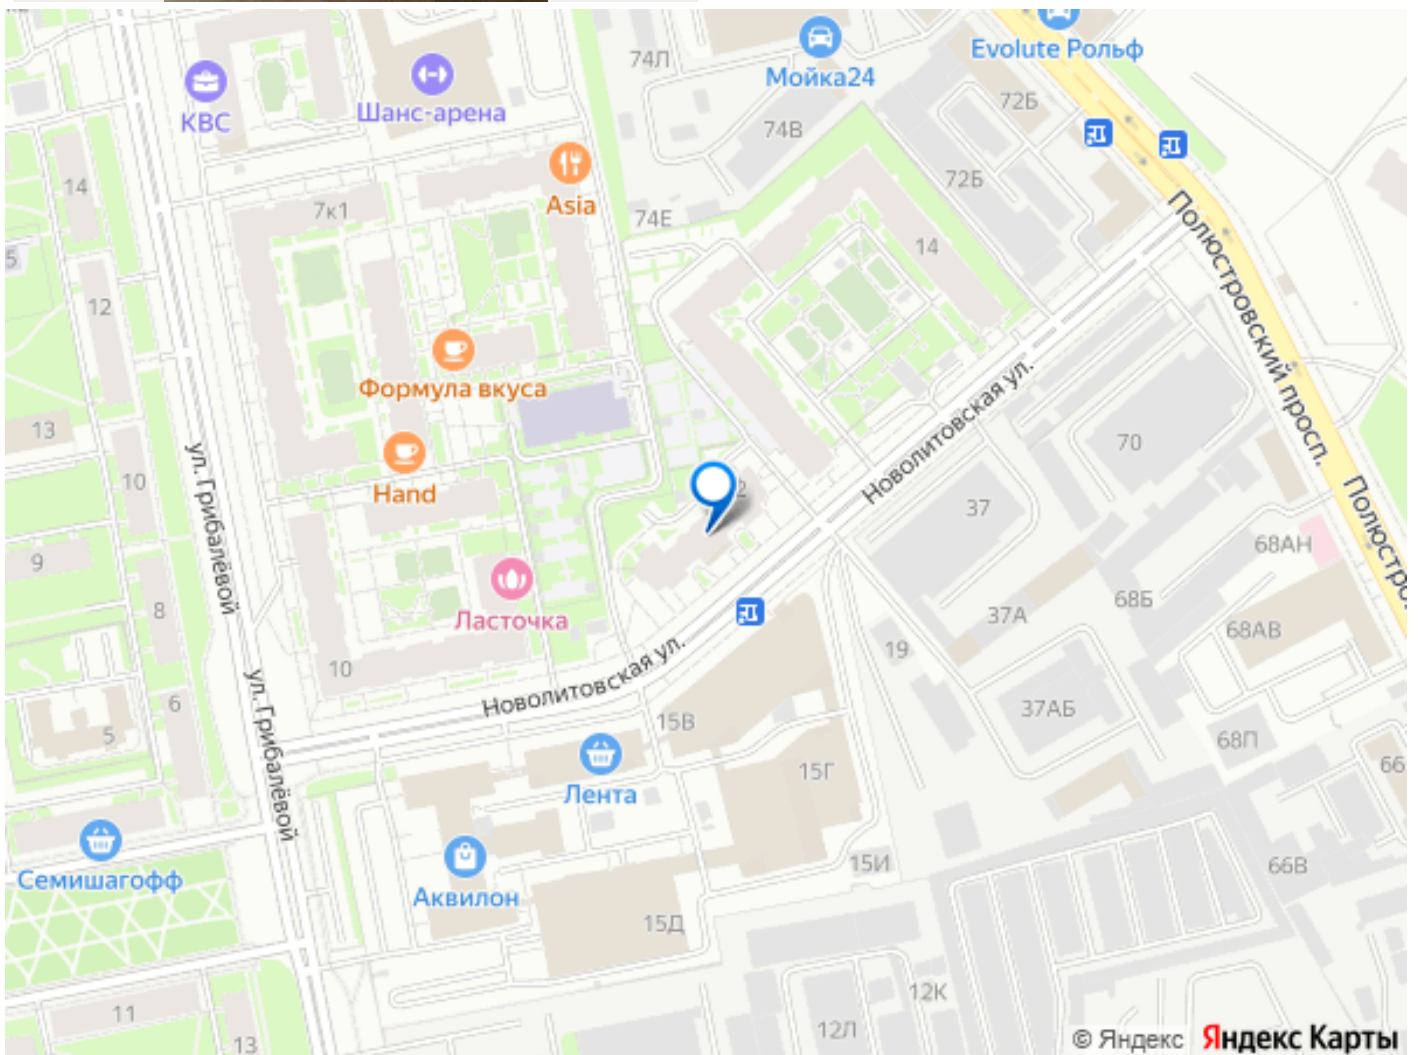 Evolute Рольф
74Л
Мойка24
КВС
Шанс-арена
72Б
74В
14
7к1
Asia
72Б
74Е
14
5
12
Полюстровский просп.
Формула вкуса
Новолитовская ул.
13
ул. Грибалёвой
10
Hand
70
2
37
Полюстро
68АН
9
8
Ласточка
37А
68Б
68АВ
19
10
Новолитовская ул.
ул. Грибалёвой
6
5
15В
37АБ
68П
66
15Г
Лента
Семишагофф
Аквилон
15И
66В
15Д
12К
11
13
12Л
© Яндекс Яндекс Карты